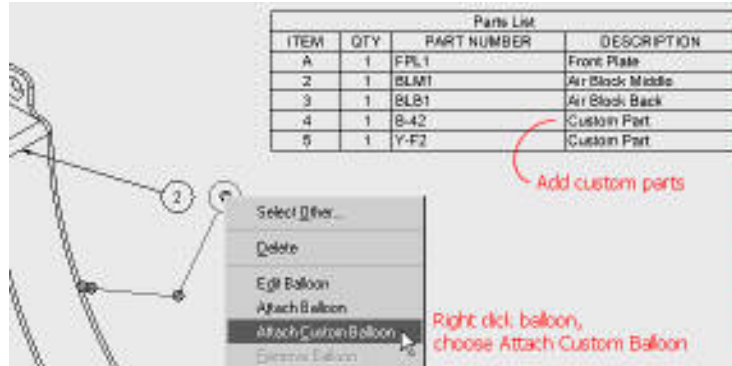 Parts List
ITEM QTY PART NUMBER DESCRIPTION
A 1 FPL1 Front Plate
2 1 BLM1 Air Block Middle
3 1 BLB1 Air Block Back
4 1 B-42 Custom Part
5 1 Y-F2 Custom Part
Add custom parts
2
Select Other...
Delete
Edit Balloon
Attach Balloon
Attach Custom Balloon
Remove Balloon
Right click balloon,
choose Attach Custom Balloon